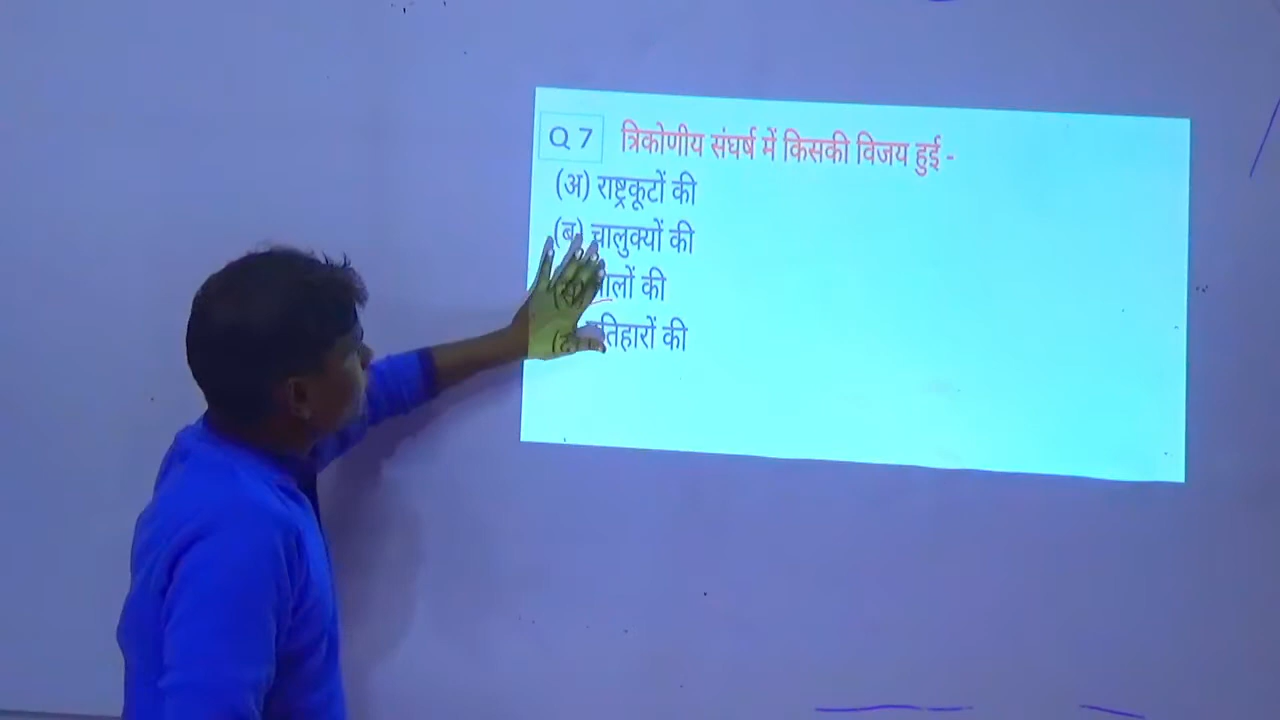 Q 7 त्रिकोणीय संघर्ष में किसकी विजय हुई -
(अ) राष्ट्रकूटों की
(ब) चालुक्यों की
(स) की
की